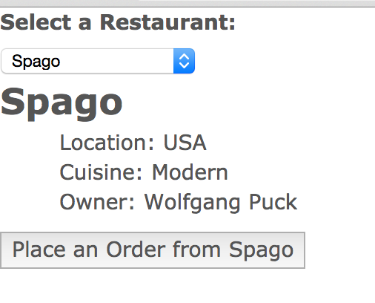 Select a Restaurant:
Spago
Spago
Location: USA
Cuisine: Modern
Owner: Wolfgang Puck
Place an Order from Spago